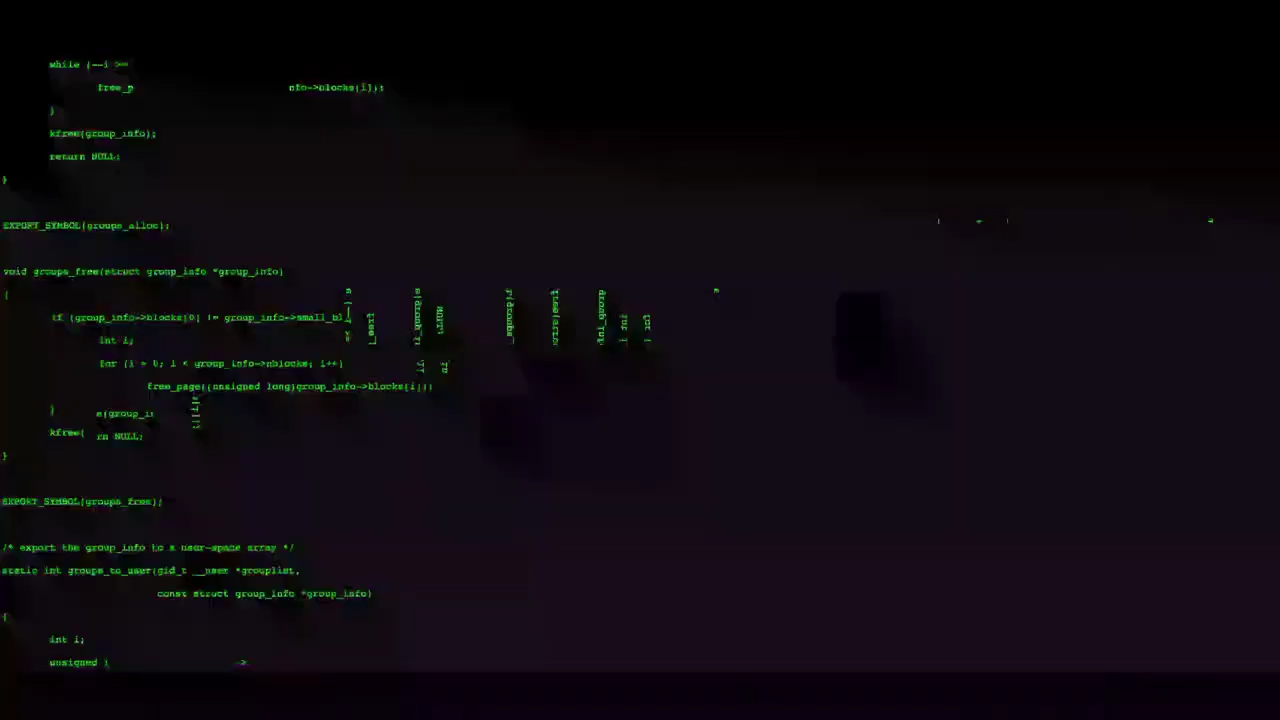 while (--i >=
free_p nfo->blocks[i]);
}
kfree(group_info);
return NULL;
}
EXPORT_SYMBOL(groups_alloc);
void groups_free(struct group_info *group_info)
{
if (group_info->blocks[0] != group_info->small_bl
int i;
for (i = 0; i < group_info->nblocks; i++)
free_page((unsigned long)group_info->blocks[i]);
}
s(group_i
kfree(
rn NULL;
}
EXPORT_SYMBOL(groups_free);
/* export the group_info to a user-space array */
static int groups_to_user(gid_t __user *grouplist,
const struct group_info *group_info)
{
int i;
unsigned i ->